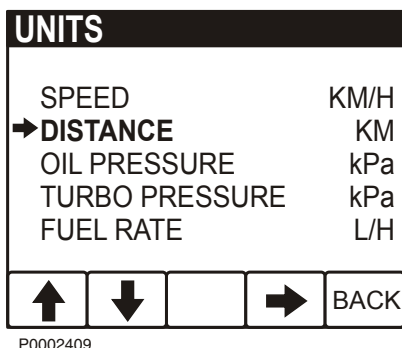 UNITS
SPEED KM/H
DISTANCE KM
OIL PRESSURE kPa
TURBO PRESSURE kPa
FUEL RATE L/H
BACK
P0002409